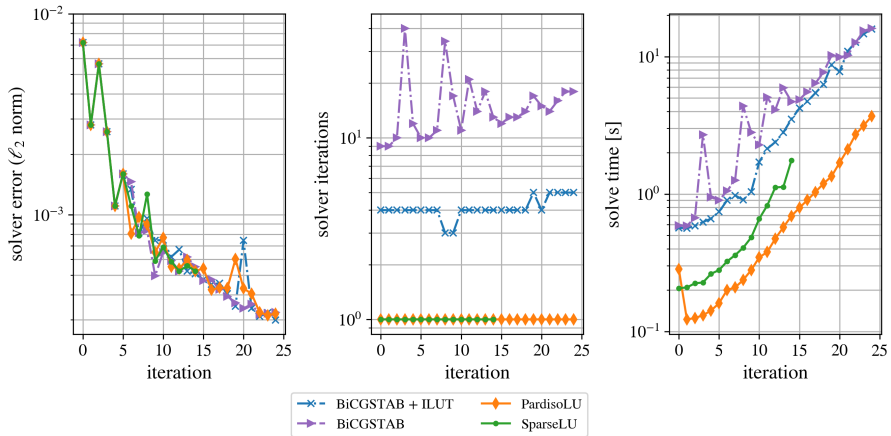 10⁻²
10⁻³
solver error (ℓ₂ norm)
0 5 10 15 20 25
iteration
10¹
10⁰
solver iterations
0 5 10 15 20 25
iteration
10¹
10⁰
10⁻¹
solve time [s]
0 5 10 15 20 25
iteration
BiCGSTAB + ILUT
BiCGSTAB
PardisoLU
SparseLU